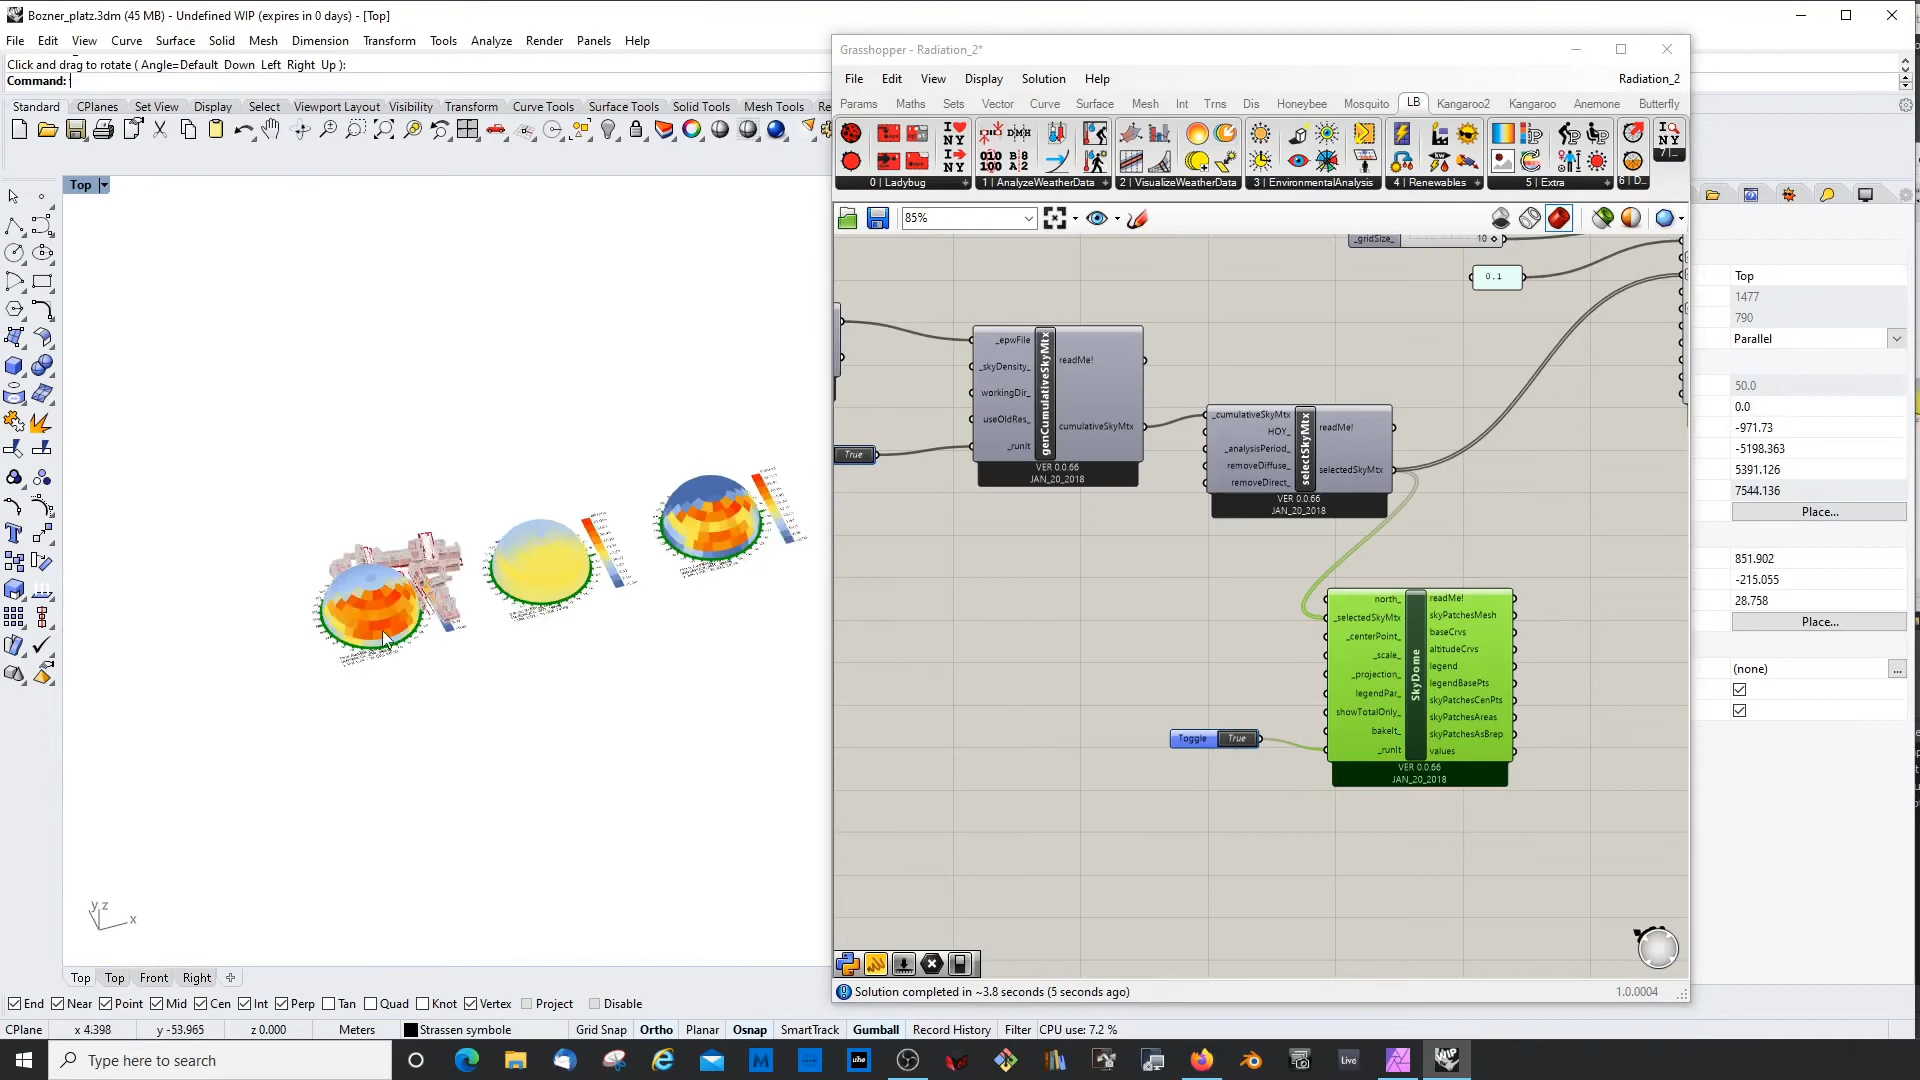 Bozner_platz.3dm (45 MB) - Undefined WIP (expires in 0 days) - [Top]
File Edit View Curve Surface Solid Mesh Dimension Transform Tools Analyze Render Panels Help
Click and drag to rotate ( Angle=Default Down Left Right Up ):
Command:
Standard CPlanes Set View Display Select Viewport Layout Visibility Transform Curve Tools Surface Tools Solid Tools Mesh Tools Re
Top
Grasshopper - Radiation_2*
File Edit View Display Solution Help Radiation_2
Params Maths Sets Vector Curve Surface Mesh Int Trns Dis Honeybee Mosquito LB Kangaroo2 Kangaroo Anemone Butterfly
0 | Ladybug 1 | AnalyzeWeatherData 2 | VisualizeWeatherData 3 | EnvironmentalAnalysis 4 | Renewables 5 | Extra 6 | D... 7 |...
85%
_gridSize_ 10
0.1
_epwFile
_skyDensity_
workingDir_
useOldRes_
_runIt
genCumulativeSkyMtx
readMe!
cumulativeSkyMtx
VER 0.0.66
JAN_20_2018
True
_cumulativeSkyMtx
HOY_
_analysisPeriod_
removeDiffuse_
removeDirect_
selectSkyMtx
readMe!
selectedSkyMtx
VER 0.0.66
JAN_20_2018
north_
_selectedSkyMtx
_centerPoint_
_scale_
_projection_
legendPar_
showTotalOnly_
bakeIt_
_runIt
SkyDome
readMe!
skyPatchesMesh
baseCrvs
altitudeCrvs
legend
legendBasePts
skyPatchesCenPts
skyPatchesAreas
skyPatchesAsBrep
values
VER 0.0.66
JAN_20_2018
Toggle True
Solution completed in ~3.8 seconds (5 seconds ago)
1.0.0004
Top
1477
790
Parallel
50.0
0.0
-971.73
-5198.363
5391.126
7544.136
Place...
851.902
-215.055
28.758
Place...
(none)
...
y z
x
Top Top Front Right
End Near Point Mid Cen Int Perp Tan Quad Knot Vertex Project Disable
CPlane x 4.398 y -53.965 z 0.000 Meters Strassen symbole Grid Snap Ortho Planar Osnap SmartTrack Gumball Record History Filter CPU use: 7.2 %
Type here to search
uhe
Live
WIP